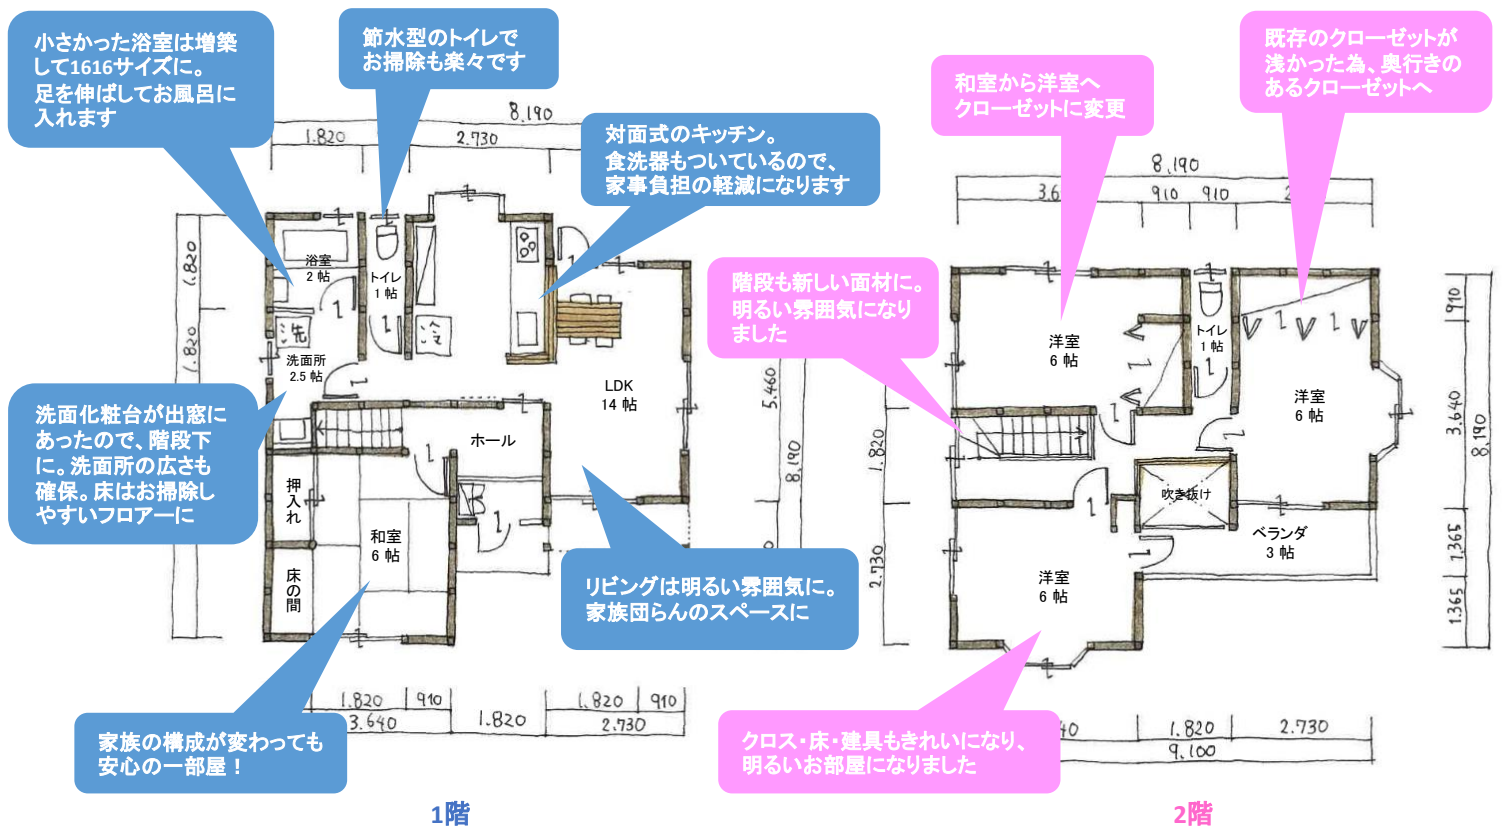 小さかった浴室は増築
して1616サイズに。
足を伸ばしてお風呂に
入れます
節水型のトイレで
お掃除も楽々です
対面式のキッチン。
食洗器もついているので、
家事負担の軽減になります
8.190
1.820
2.730
1.820
1.820
浴室
2 帖
トイレ
1 帖
洗
冷
洗面所
2.5 帖
LDK
14 帖
ホール
押入れ
床の間
和室
6 帖
5.460
8.190
洗面化粧台が出窓に
あったので、階段下
に。洗面所の広さも
確保。床はお掃除し
やすいフロアーに
リビングは明るい雰囲気に。
家族団らんのスペースに
家族の構成が変わっても
安心の一部屋！
1.820
910
3.640
1.820
1.820
910
2.730
1階
和室から洋室へ
クローゼットに変更
既存のクローゼットが
浅かった為、奥行きの
あるクローゼットへ
階段も新しい面材に。
明るい雰囲気になり
ました
8.190
3.6
910
910
2
洋室
6 帖
トイレ
1 帖
洋室
6 帖
吹き抜け
ベランダ
3 帖
洋室
6 帖
1.820
2.730
910
3.640
8.190
1.365
1.365
クロス・床・建具もきれいになり、
明るいお部屋になりました
40
1.820
2.730
9.100
2階